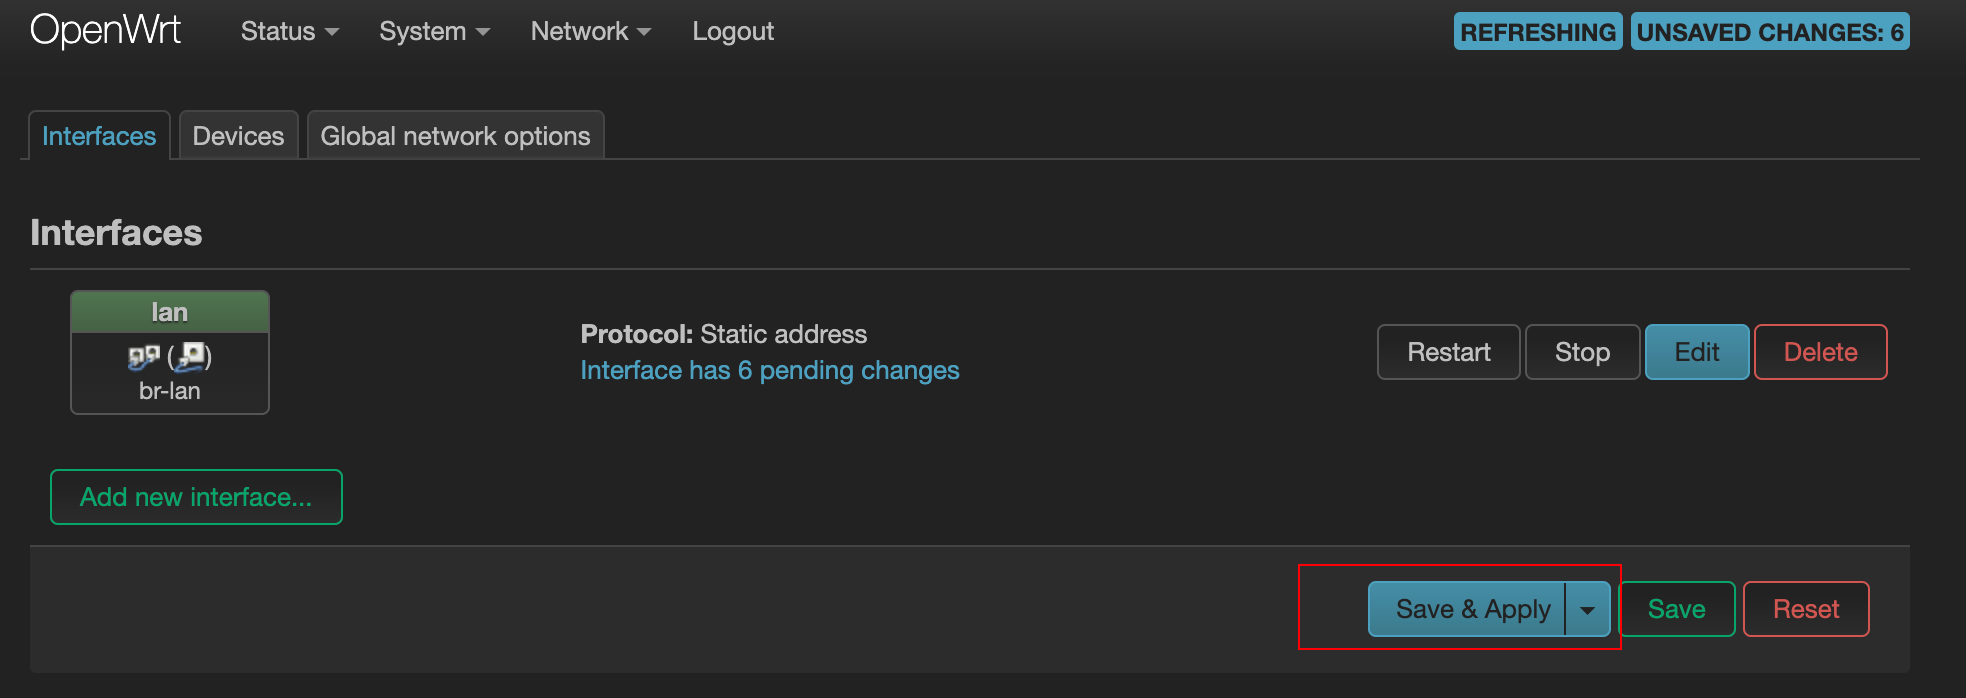 OpenWrt Status System Network Logout REFRESHING UNSAVED CHANGES: 6
Interfaces Devices Global network options
Interfaces
lan
br-lan
Protocol: Static address
Interface has 6 pending changes
Restart Stop Edit Delete
Add new interface...
Save & Apply Save Reset